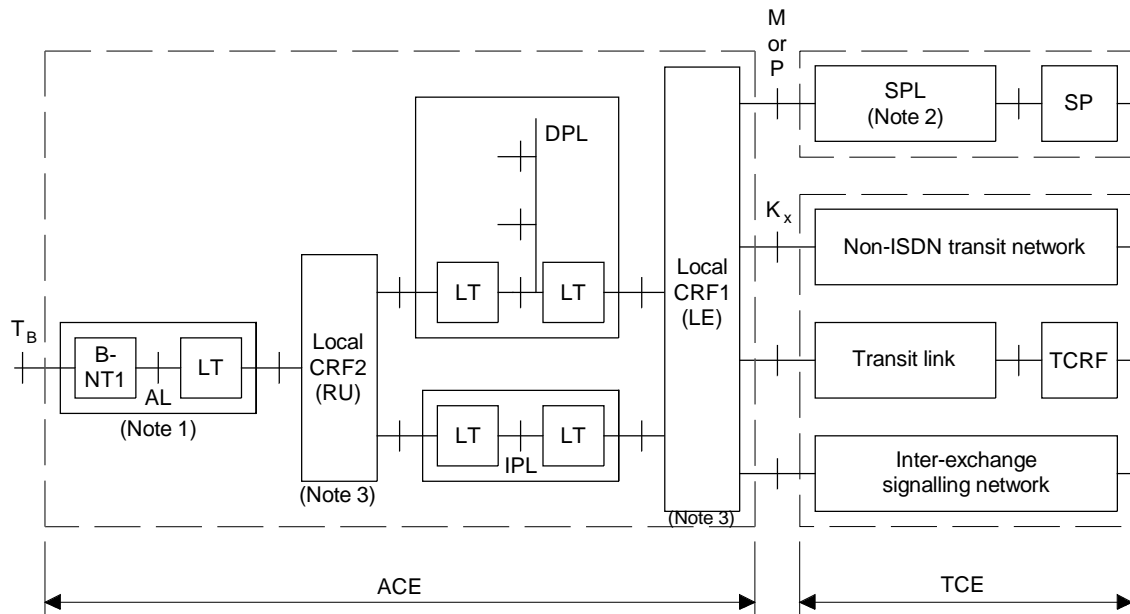 M
or
P
SPL
(Note 2)
SP
DPL
K x
Non-ISDN transit network
LT
LT
Local
CRF1
(LE)
T B
B-
NT1
AL
LT
(Note 1)
Local
CRF2
(RU)
Transit link
TCRF
LT
LT
IPL
Inter-exchange
signalling network
(Note 3)
(Note 3)
ACE
TCE